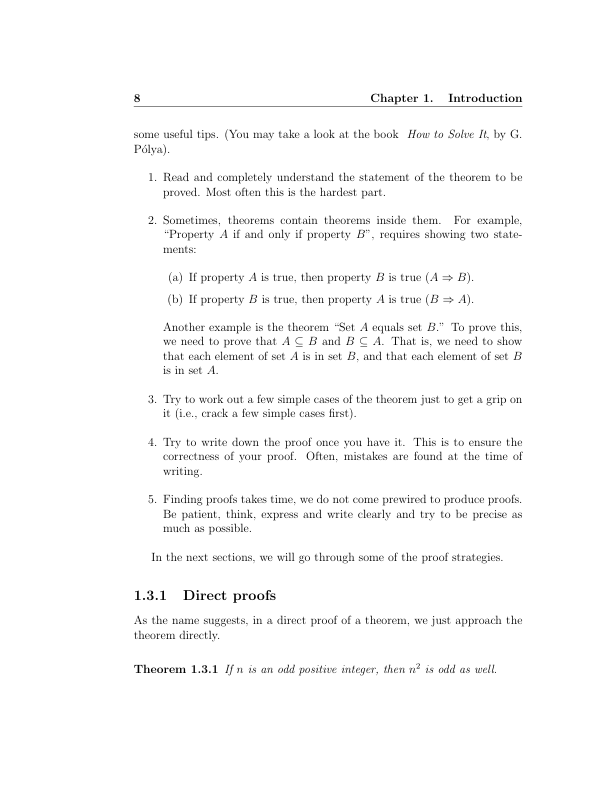 8 Chapter 1. Introduction
some useful tips. (You may take a look at the book How to Solve It, by G.
Pólya).
1. Read and completely understand the statement of the theorem to be
proved. Most often this is the hardest part.
2. Sometimes, theorems contain theorems inside them. For example,
“Property A if and only if property B”, requires showing two state-
ments:
(a) If property A is true, then property B is true (A ⇒ B).
(b) If property B is true, then property A is true (B ⇒ A).
Another example is the theorem “Set A equals set B.” To prove this,
we need to prove that A ⊆ B and B ⊆ A. That is, we need to show
that each element of set A is in set B, and that each element of set B
is in set A.
3. Try to work out a few simple cases of the theorem just to get a grip on
it (i.e., crack a few simple cases first).
4. Try to write down the proof once you have it. This is to ensure the
correctness of your proof. Often, mistakes are found at the time of
writing.
5. Finding proofs takes time, we do not come prewired to produce proofs.
Be patient, think, express and write clearly and try to be precise as
much as possible.
In the next sections, we will go through some of the proof strategies.
1.3.1 Direct proofs
As the name suggests, in a direct proof of a theorem, we just approach the
theorem directly.
Theorem 1.3.1 If n is an odd positive integer, then n² is odd as well.